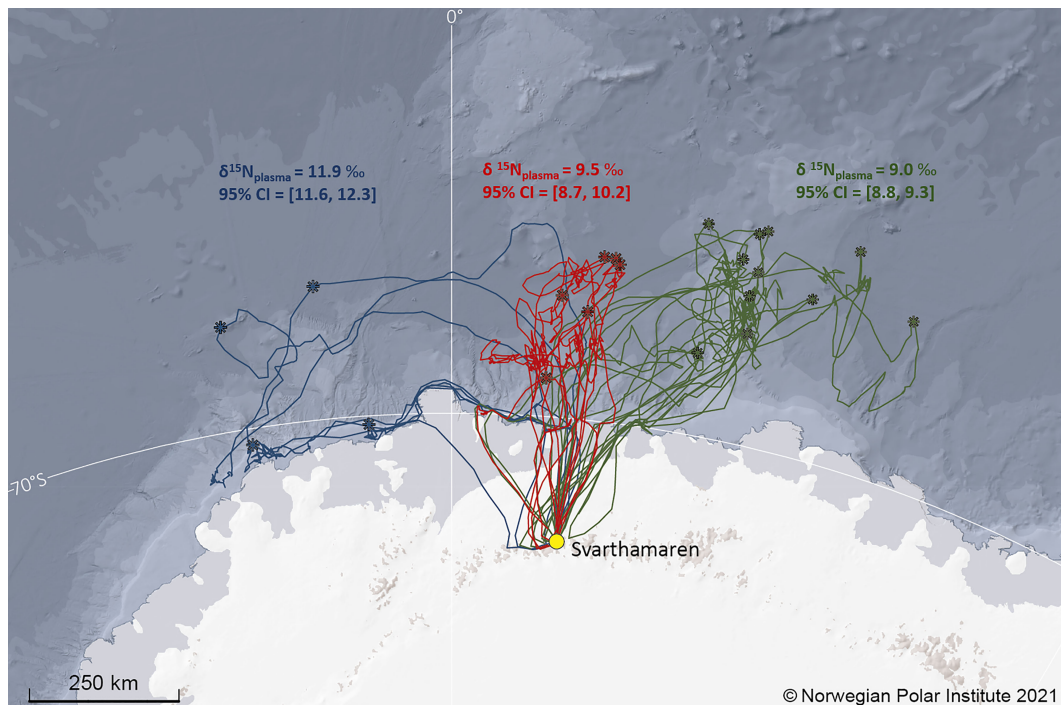 0°
δ¹⁵Nplasma = 11.9 ‰
95% CI = [11.6, 12.3]
δ ¹⁵Nplasma = 9.5 ‰
95% CI = [8.7, 10.2]
δ ¹⁵Nplasma = 9.0 ‰
95% CI = [8.8, 9.3]
-70°S
Svarthamaren
250 km
© Norwegian Polar Institute 2021